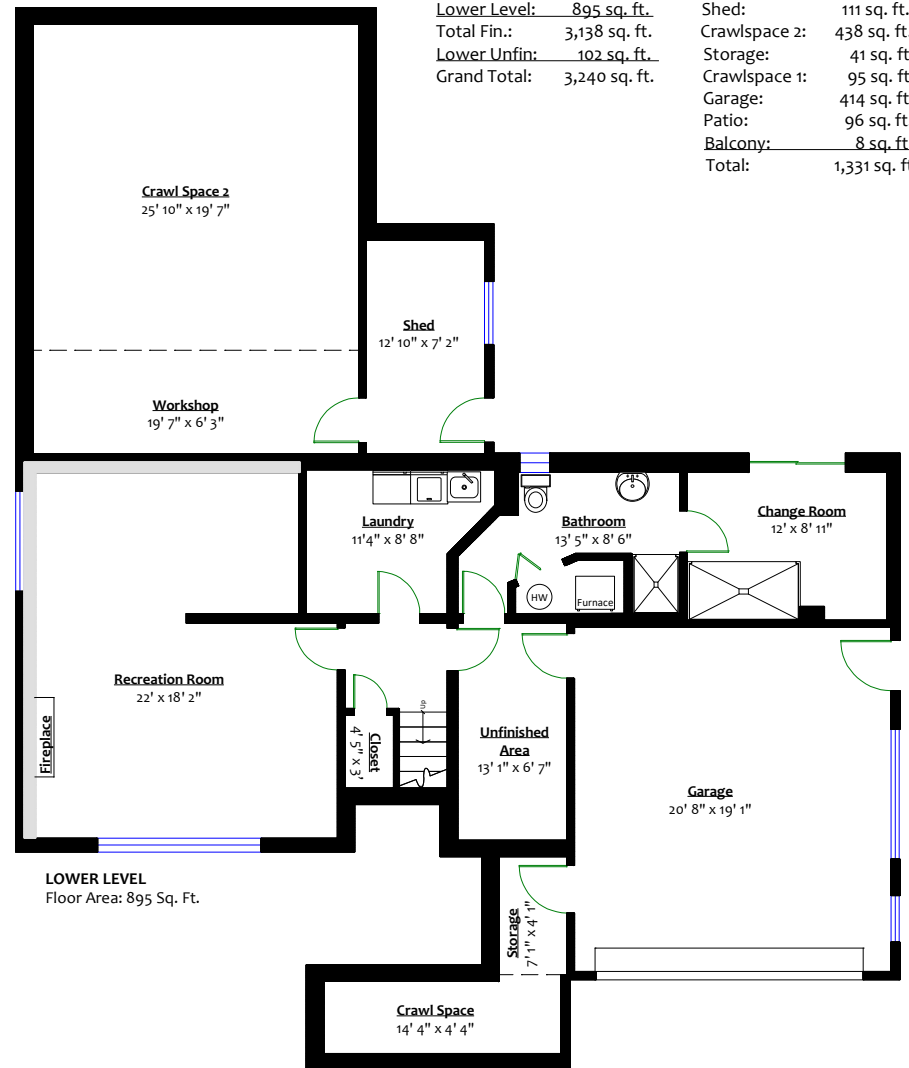 Lower Level: 895 sq. ft.
Total Fin.: 3,138 sq. ft.
Lower Unfin: 102 sq. ft.
Grand Total: 3,240 sq. ft.
Shed: 111 sq. ft.
Crawlspace 2: 438 sq. ft.
Storage: 41 sq. ft
Crawlspace 1: 95 sq. ft
Garage: 414 sq. ft
Patio: 96 sq. ft
Balcony: 8 sq. ft
Total: 1,331 sq. ft
Crawl Space 2
25' 10" x 19' 7"
Shed
12' 10" x 7' 2"
Workshop
19' 7" x 6' 3"
Laundry
11'4" x 8' 8"
Bathroom
13' 5" x 8' 6"
Change Room
12' x 8' 11"
HW
Furnace
Recreation Room
22' x 18' 2"
Fireplace
Up
Closet
4' 5" x 3'
Unfinished
Area
13' 1" x 6' 7"
Garage
20' 8" x 19' 1"
LOWER LEVEL
Floor Area: 895 Sq. Ft.
Storage
7' 1" x 4' 1"
Crawl Space
14' 4" x 4' 4"